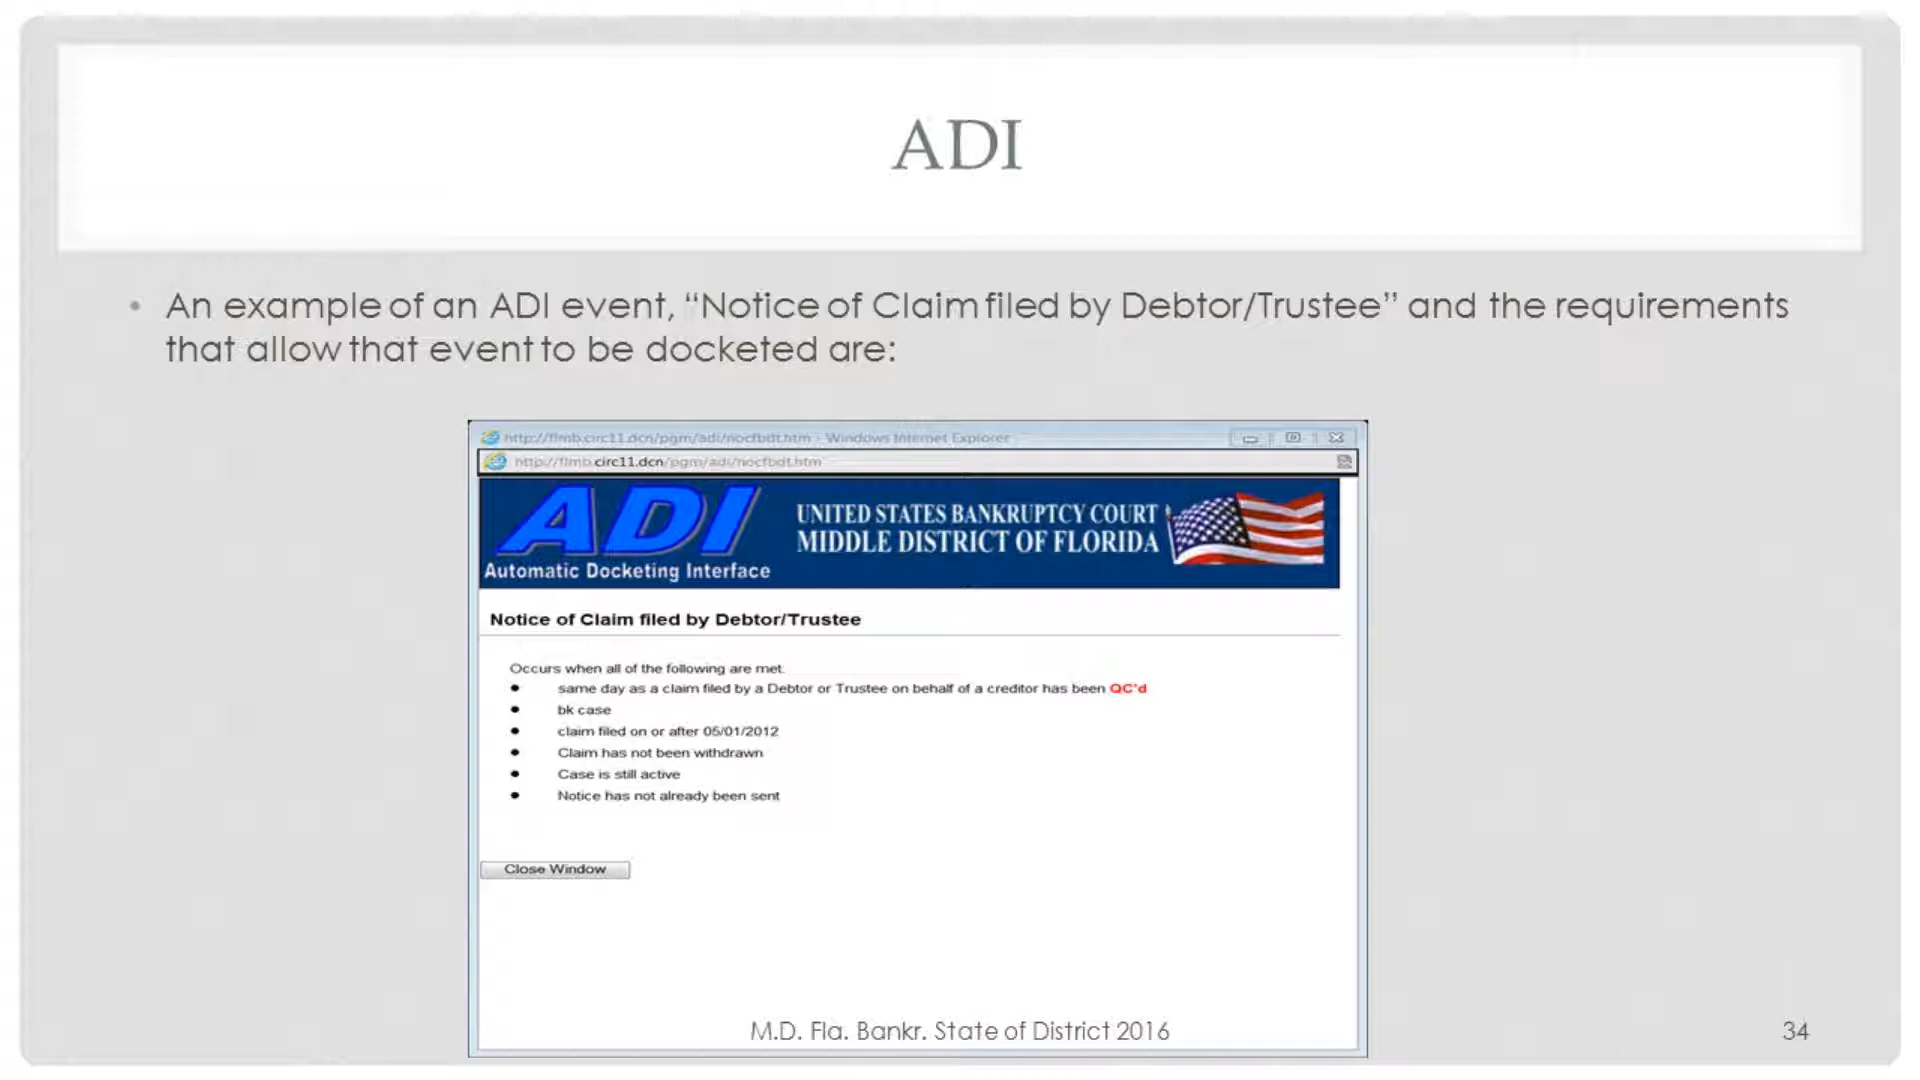 ADI
• An example of an ADI event, “Notice of Claim filed by Debtor/Trustee” and the requirements
that allow that event to be docketed are:
http://flmb.circ11.dcn/pgm/adi/nocfbdt.htm - Windows Internet Explorer
http://flmb.circ11.dcn/pgm/adi/nocfbdt.htm
ADI
Automatic Docketing Interface
UNITED STATES BANKRUPTCY COURT
MIDDLE DISTRICT OF FLORIDA
Notice of Claim filed by Debtor/Trustee
Occurs when all of the following are met:
• same day as a claim filed by a Debtor or Trustee on behalf of a creditor has been QC'd
• bk case
• claim filed on or after 05/01/2012
• Claim has not been withdrawn
• Case is still active
• Notice has not already been sent
Close Window
M.D. Fla. Bankr. State of District 2016
34